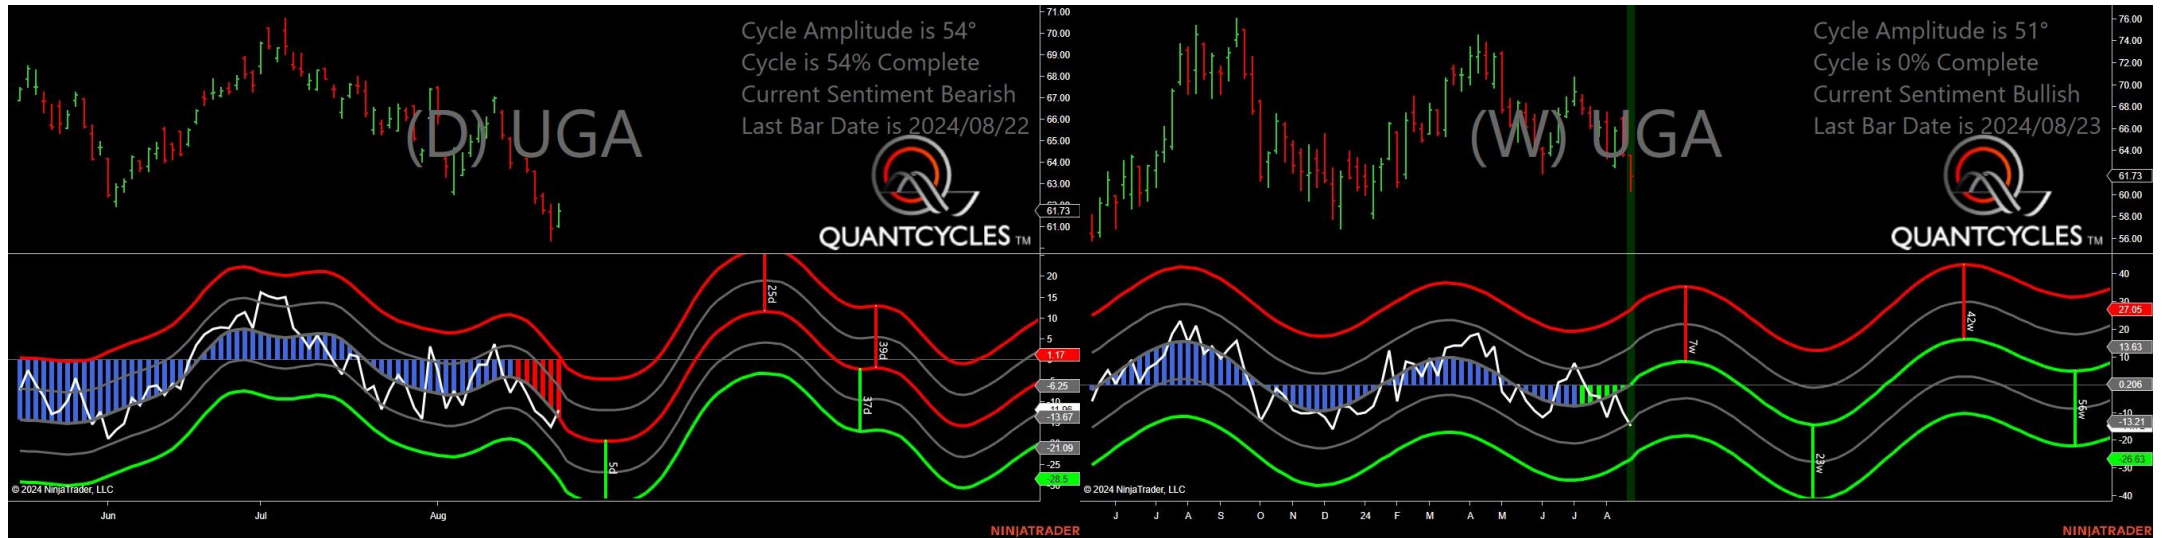 71.00
70.00
69.00
68.00
67.00
66.00
65.00
64.00
63.00
61.73
61.00
Cycle Amplitude is 54°
Cycle is 54% Complete
Current Sentiment Bearish
Last Bar Date is 2024/08/22
(D) UGA
QUANTCYCLES TM
20
15
10
5
1.17
-6.25
-13.67
-21.09
-25
-28.5
25d
39d
37d
5d
© 2024 NinjaTrader, LLC
Jun
Jul
Aug
NINJATRADER
76.00
74.00
72.00
70.00
68.00
66.00
64.00
61.73
60.00
58.00
56.00
Cycle Amplitude is 51°
Cycle is 0% Complete
Current Sentiment Bullish
Last Bar Date is 2024/08/23
(W) UGA
QUANTCYCLES TM
40
30
27.05
20
13.63
10
0.206
-10
-13.21
-20
-26.63
-30
-40
7w
42w
23w
56w
© 2024 NinjaTrader, LLC
J
J
A
S
O
N
D
24
F
M
A
M
J
J
A
NINJATRADER